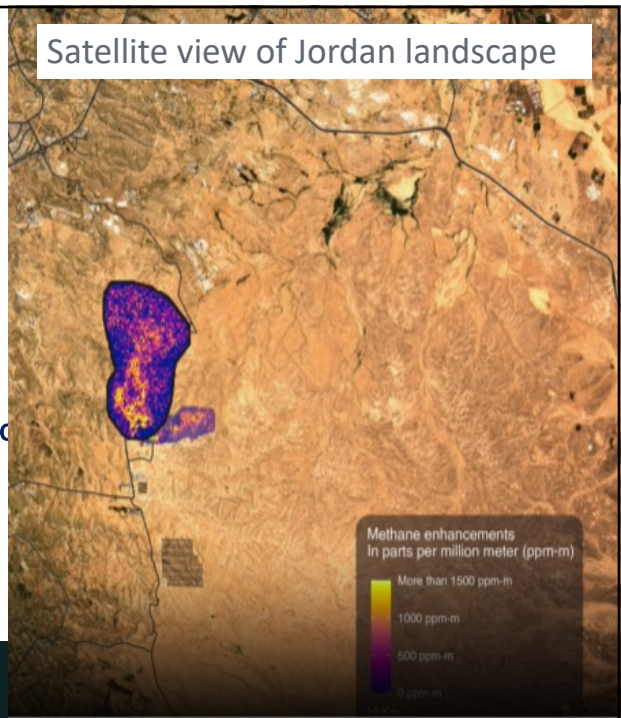 Satellite view of Jordan landscape
Methane enhancements
In parts per million meter (ppm-m)
More than 1500 ppm-m
1000 ppm-m
500 ppm-m
0 ppm-m